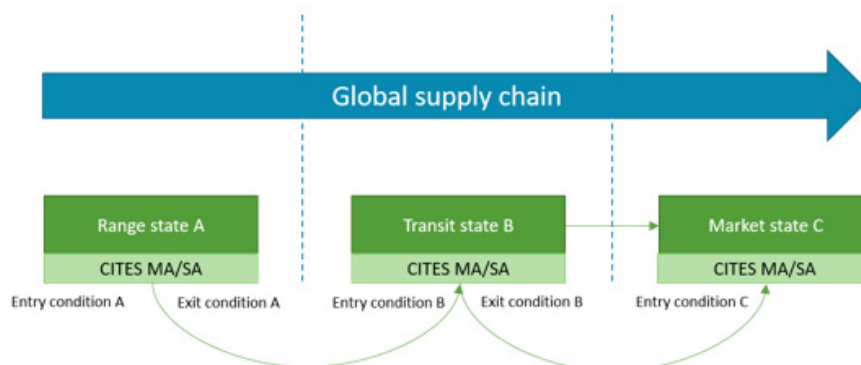 Global supply chain
Range state A
Transit state B
Market state C
CITES MA/SA
CITES MA/SA
CITES MA/SA
Entry condition A
Exit condition A
Entry condition B
Exit condition B
Entry condition C